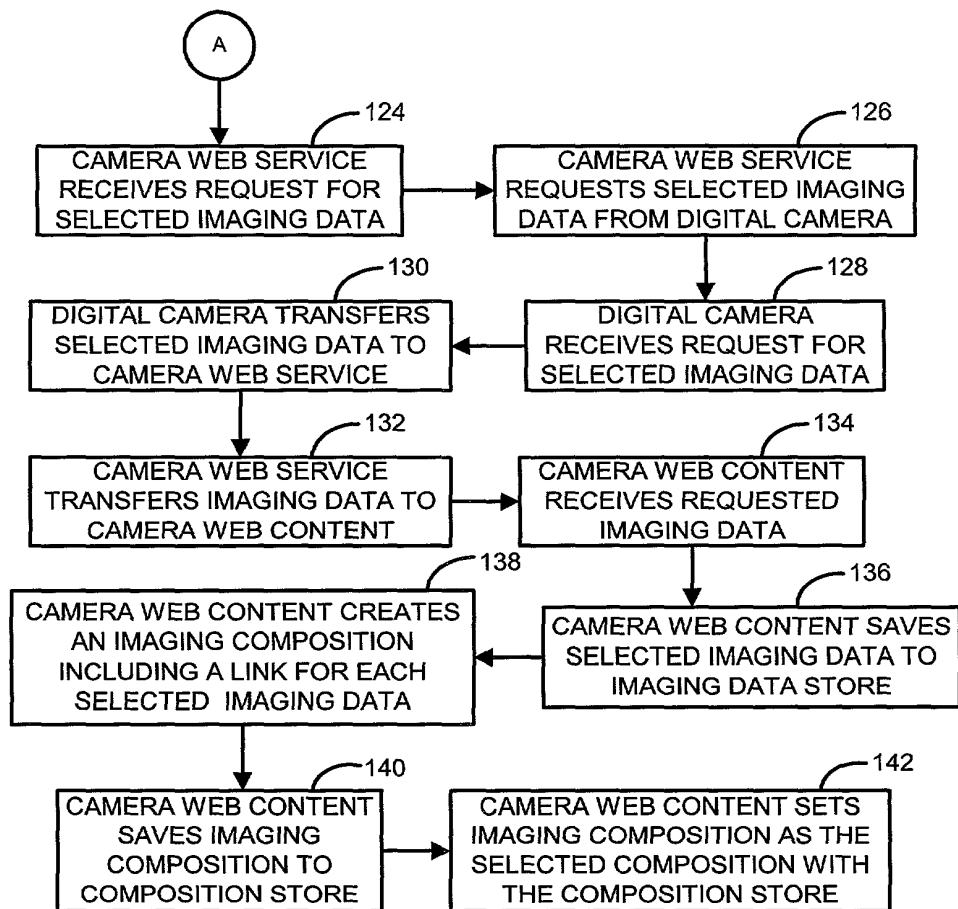 A
124
CAMERA WEB SERVICE
RECEIVES REQUEST FOR
SELECTED IMAGING DATA
126
CAMERA WEB SERVICE
REQUESTS SELECTED IMAGING
DATA FROM DIGITAL CAMERA
128
DIGITAL CAMERA
RECEIVES REQUEST FOR
SELECTED IMAGING DATA
130
DIGITAL CAMERA TRANSFERS
SELECTED IMAGING DATA TO
CAMERA WEB SERVICE
132
CAMERA WEB SERVICE
TRANSFERS IMAGING DATA TO
CAMERA WEB CONTENT
134
CAMERA WEB CONTENT
RECEIVES REQUESTED
IMAGING DATA
136
CAMERA WEB CONTENT SAVES
SELECTED IMAGING DATA TO
IMAGING DATA STORE
138
CAMERA WEB CONTENT CREATES
AN IMAGING COMPOSITION
INCLUDING A LINK FOR EACH
SELECTED IMAGING DATA
140
CAMERA WEB CONTENT
SAVES IMAGING
COMPOSITION TO
COMPOSITION STORE
142
CAMERA WEB CONTENT SETS
IMAGING COMPOSITION AS THE
SELECTED COMPOSITION WITH
THE COMPOSITION STORE